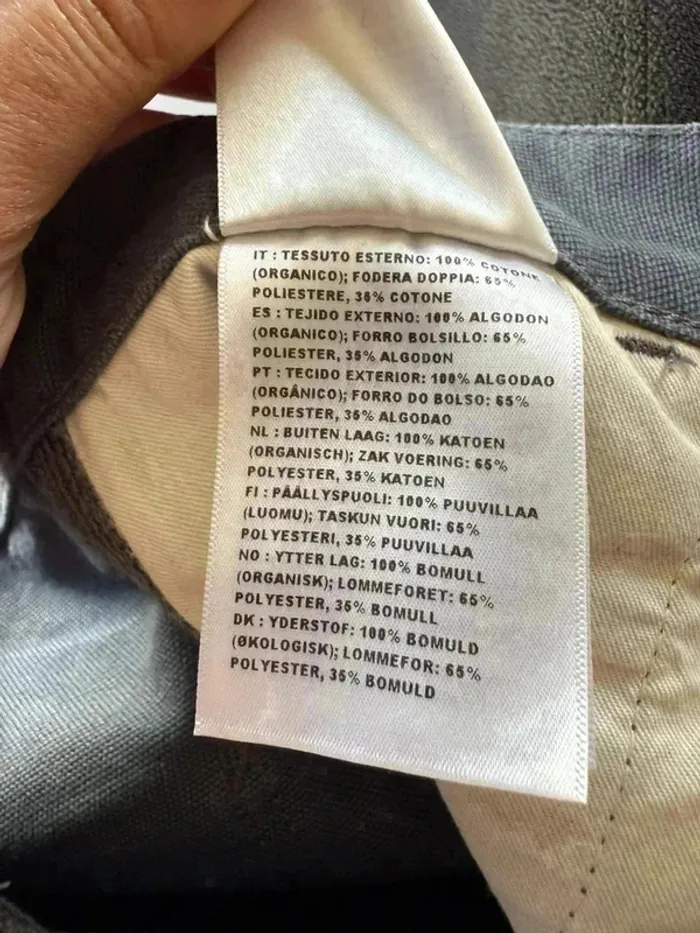 IT : TESSUTO ESTERNO: 100% COTONE
(ORGANICO); FODERA DOPPIA: 65%
POLIESTERE, 35% COTONE
ES : TEJIDO EXTERNO: 100% ALGODON
(ORGANICO); FORRO BOLSILLO: 65%
POLIESTER, 35% ALGODON
PT : TECIDO EXTERIOR: 100% ALGODAO
(ORGÂNICO); FORRO DO BOLSO: 65%
POLIESTER, 35% ALGODAO
NL : BUITEN LAAG: 100% KATOEN
(ORGANISCH); ZAK VOERING: 65%
POLYESTER, 35% KATOEN
FI : PÄÄLLYSPUOLI: 100% PUUVILLAA
(LUOMU); TASKUN VUORI: 65%
POLYESTERI, 35% PUUVILLAA
NO : YTTER LAG: 100% BOMULL
(ORGANISK); LOMMEFORET: 65%
POLYESTER, 35% BOMULL
DK : YDERSTOF: 100% BOMULD
(ØKOLOGISK); LOMMEFOR: 65%
POLYESTER, 35% BOMULD